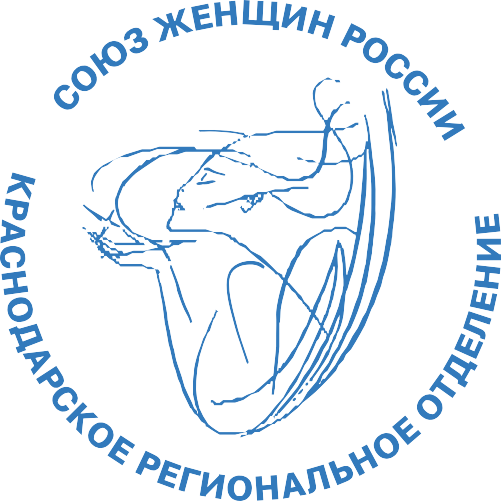 СОЮЗ ЖЕНЩИН РОССИИ
КРАСНОДАРСКОЕ РЕГИОНАЛЬНОЕ ОТДЕЛЕНИЕ